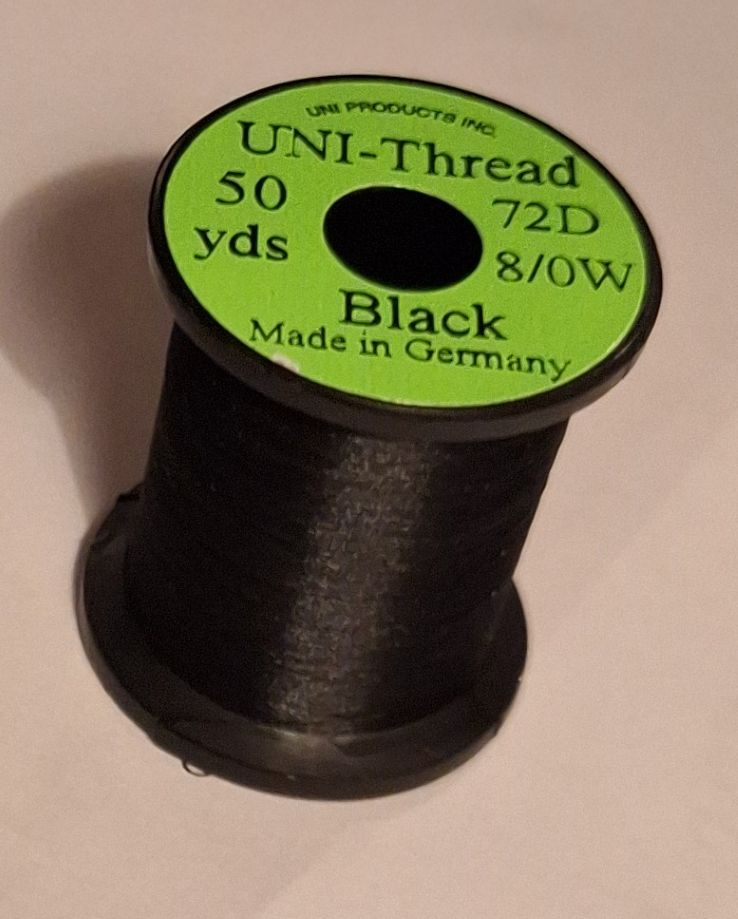 UNI PRODUCTS INC.
UNI-Thread
50
yds
72D
8/0W
Black
Made in Germany